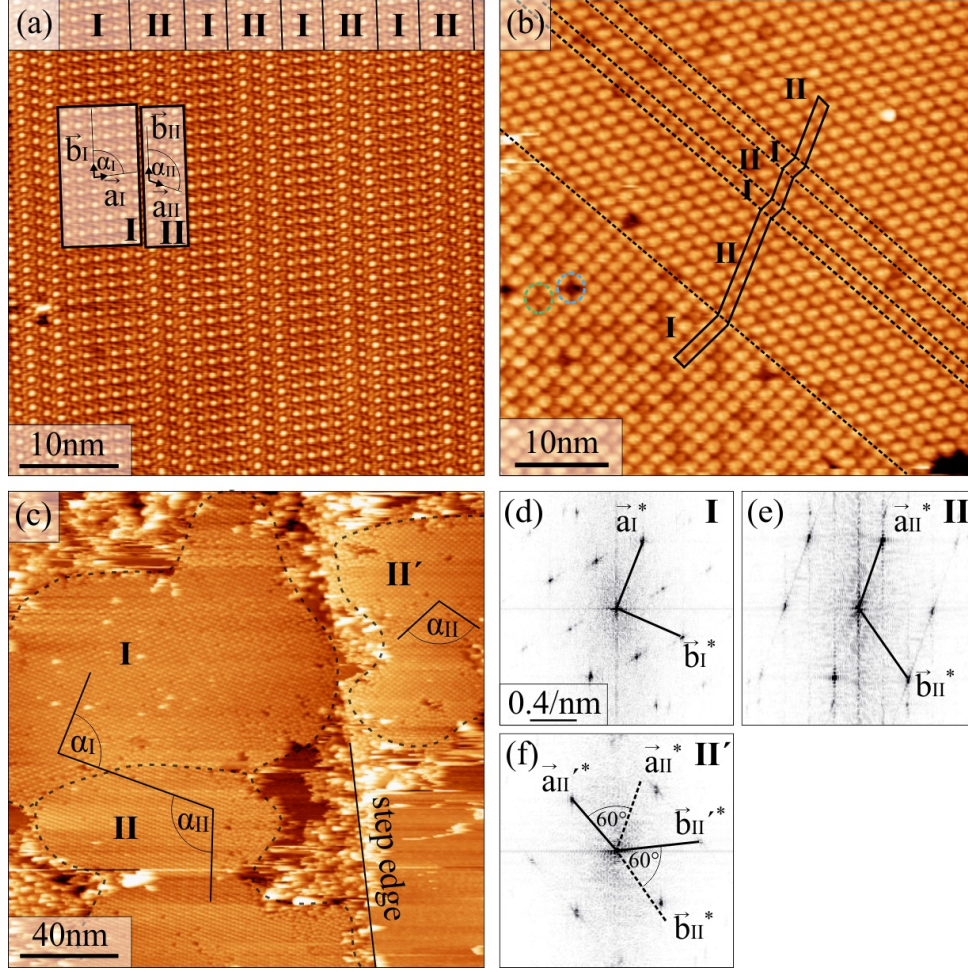 (a) I II I II I II I II
b⃗I αI a⃗I I
b⃗II αII a⃗II II
10nm
(b)
II
I
II
I
II
I
10nm
(c)
II´
αII
I
αI
II
αII
step edge
40nm
(d) a⃗I* I
b⃗I*
0.4/nm
(e) a⃗II* II
b⃗II*
(f) a⃗II´* a⃗II* II´
60°
b⃗II´*
60°
b⃗II*